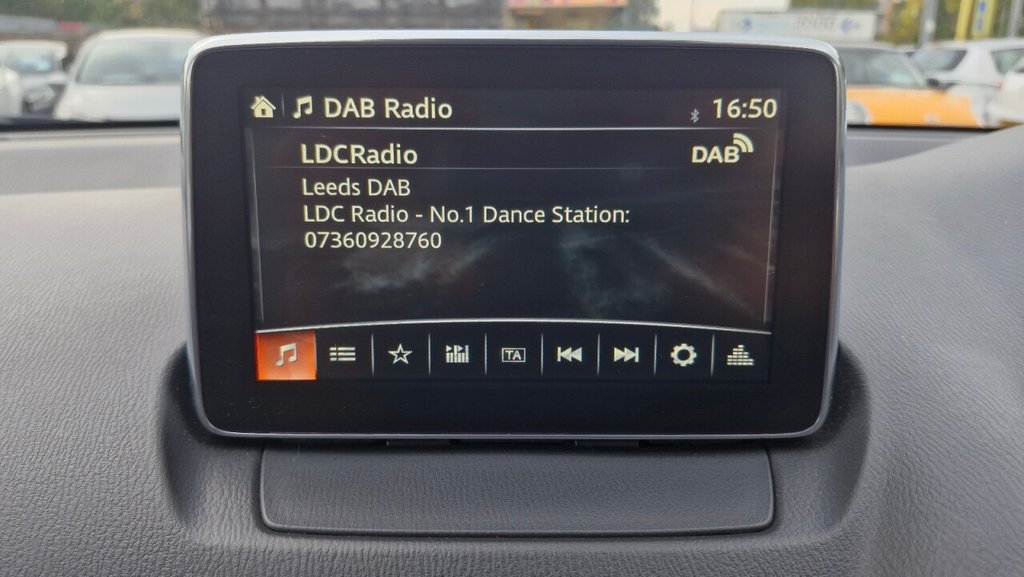 DAB Radio
16:50
LDCRadio
DAB
Leeds DAB
LDC Radio - No.1 Dance Station:
07360928760
TA